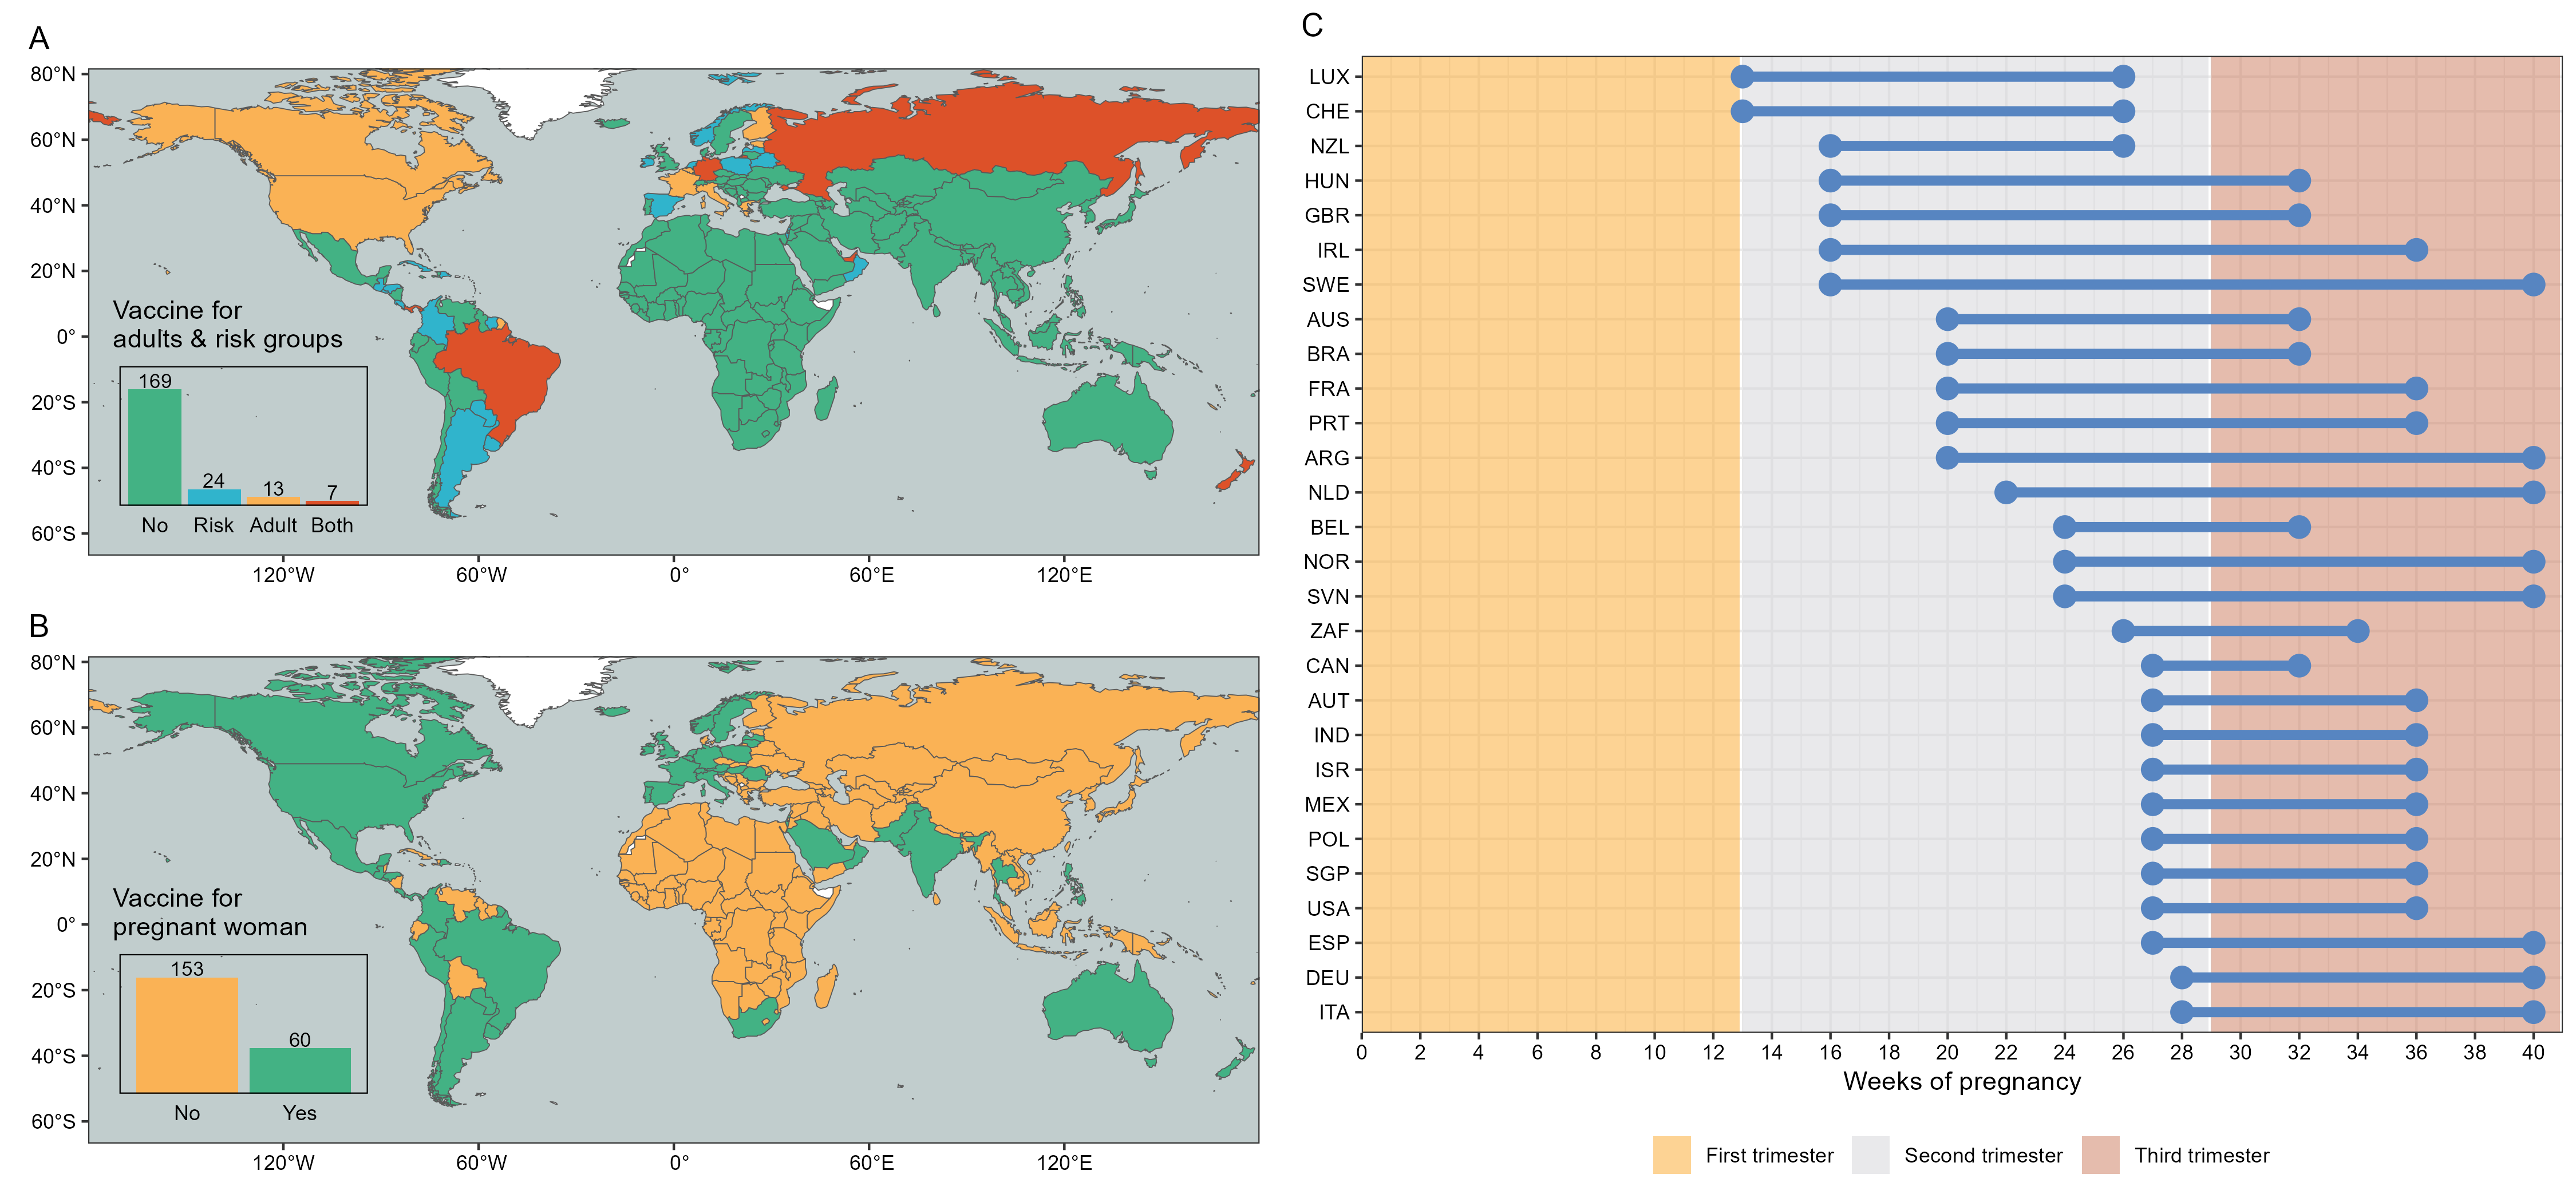 A
80°N
60°N
40°N
20°N
0°
20°S
40°S
60°S
Vaccine for
adults & risk groups
169
24
13
7
No Risk Adult Both
120°W 60°W 0° 60°E 120°E
B
80°N
60°N
40°N
20°N
0°
20°S
40°S
60°S
Vaccine for
pregnant woman
153
60
No Yes
120°W 60°W 0° 60°E 120°E
C
LUX
CHE
NZL
HUN
GBR
IRL
SWE
AUS
BRA
FRA
PRT
ARG
NLD
BEL
NOR
SVN
ZAF
CAN
AUT
IND
ISR
MEX
POL
SGP
USA
ESP
DEU
ITA
0 2 4 6 8 10 12 14 16 18 20 22 24 26 28 30 32 34 36 38 40
Weeks of pregnancy
First trimester Second trimester Third trimester